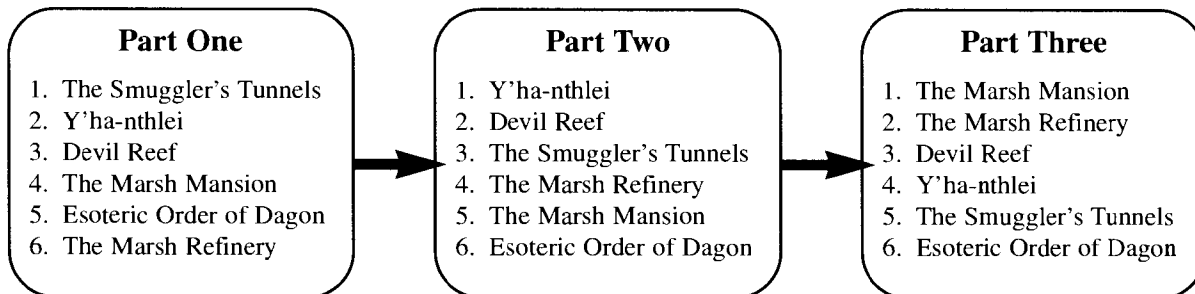 Part One
1. The Smuggler's Tunnels
2. Y'ha-nthlei
3. Devil Reef
4. The Marsh Mansion
5. Esoteric Order of Dagon
6. The Marsh Refinery
Part Two
1. Y'ha-nthlei
2. Devil Reef
3. The Smuggler's Tunnels
4. The Marsh Refinery
5. The Marsh Mansion
6. Esoteric Order of Dagon
Part Three
1. The Marsh Mansion
2. The Marsh Refinery
3. Devil Reef
4. Y'ha-nthlei
5. The Smuggler's Tunnels
6. Esoteric Order of Dagon